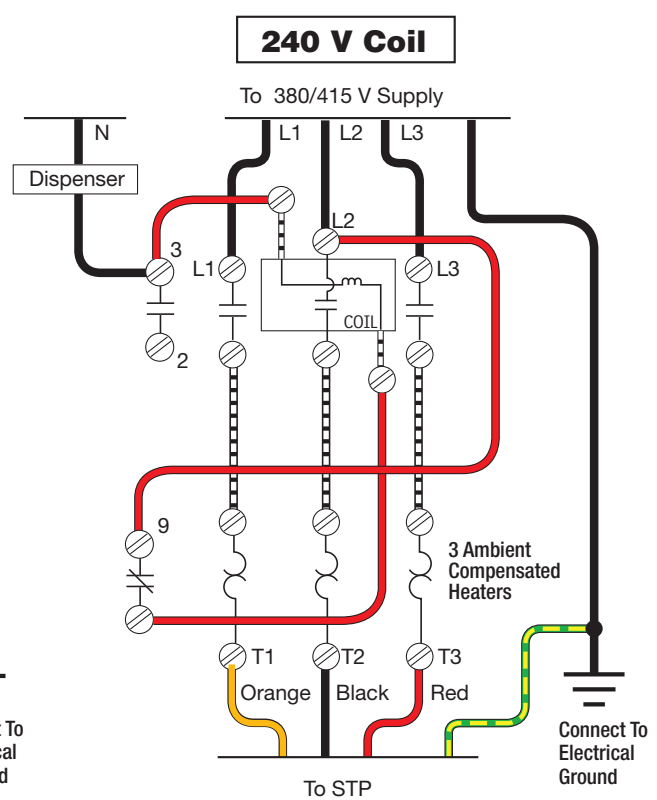 240 V Coil
To 380/415 V Supply
N
L1
L2
L3
Dispenser
L2
3
L1
L3
COIL
2
9
3 Ambient
Compensated
Heaters
T1
T2
T3
Orange
Black
Red
To
Connect To
Electrical
Ground
To STP